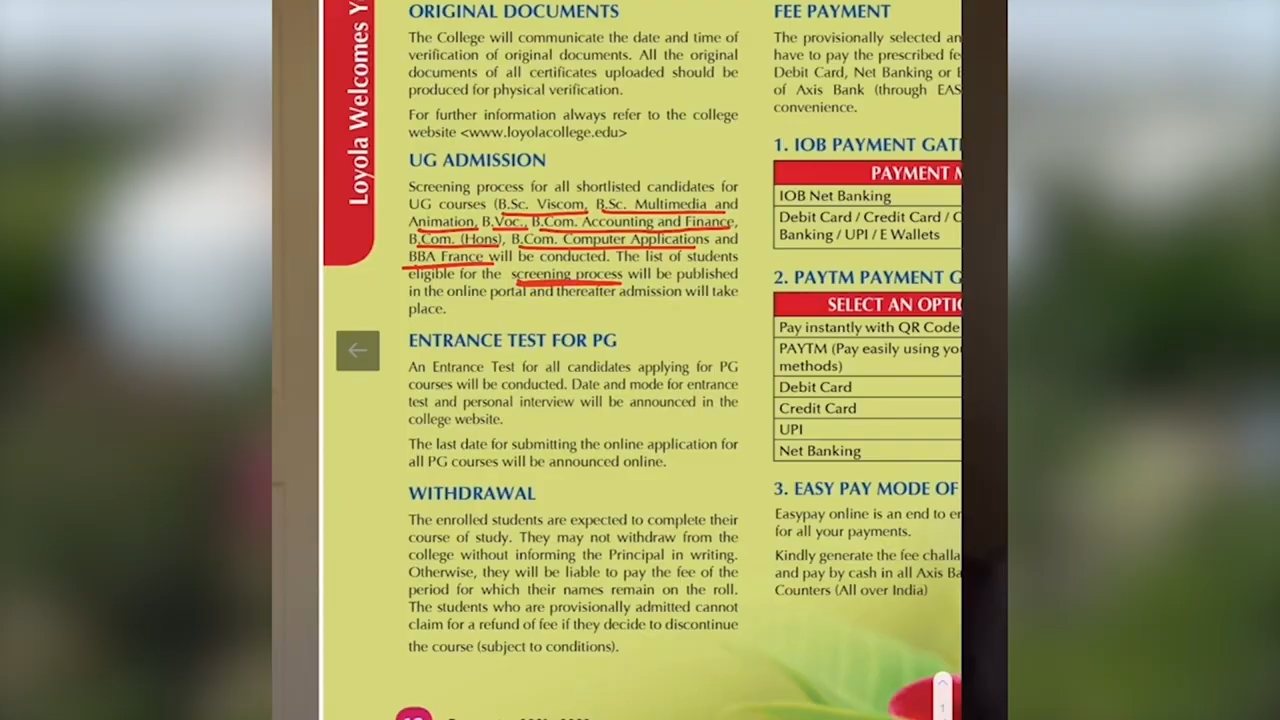 Loyola Welcomes Y
ORIGINAL DOCUMENTS
The College will communicate the date and time of
verification of original documents. All the original
documents of all certificates uploaded should be
produced for physical verification.
For further information always refer to the college
website <www.loyolacollege.edu>
UG ADMISSION
Screening process for all shortlisted candidates for
UG courses (B.Sc. Viscom, B.Sc. Multimedia and
Animation, B.Voc., B.Com. Accounting and Finance,
B.Com. (Hons), B.Com. Computer Applications and
BBA France will be conducted. The list of students
eligible for the screening process will be published
in the online portal and thereafter admission will take
place.
ENTRANCE TEST FOR PG
An Entrance Test for all candidates applying for PG
courses will be conducted. Date and mode for entrance
test and personal interview will be announced in the
college website.
The last date for submitting the online application for
all PG courses will be announced online.
WITHDRAWAL
The enrolled students are expected to complete their
course of study. They may not withdraw from the
college without informing the Principal in writing.
Otherwise, they will be liable to pay the fee of the
period for which their names remain on the roll.
The students who are provisionally admitted cannot
claim for a refund of fee if they decide to discontinue
the course (subject to conditions).
FEE PAYMENT
The provisionally selected an
have to pay the prescribed fe
Debit Card, Net Banking or E
of Axis Bank (through EAS
convenience.
1. IOB PAYMENT GAT
PAYMENT M
IOB Net Banking
Debit Card / Credit Card / C
Banking / UPI / E Wallets
2. PAYTM PAYMENT G
SELECT AN OPTIO
Pay instantly with QR Code
PAYTM (Pay easily using yo
methods)
Debit Card
Credit Card
UPI
Net Banking
3. EASY PAY MODE OF
Easypay online is an end to en
for all your payments.
Kindly generate the fee challa
and pay by cash in all Axis Ba
Counters (All over India)
1